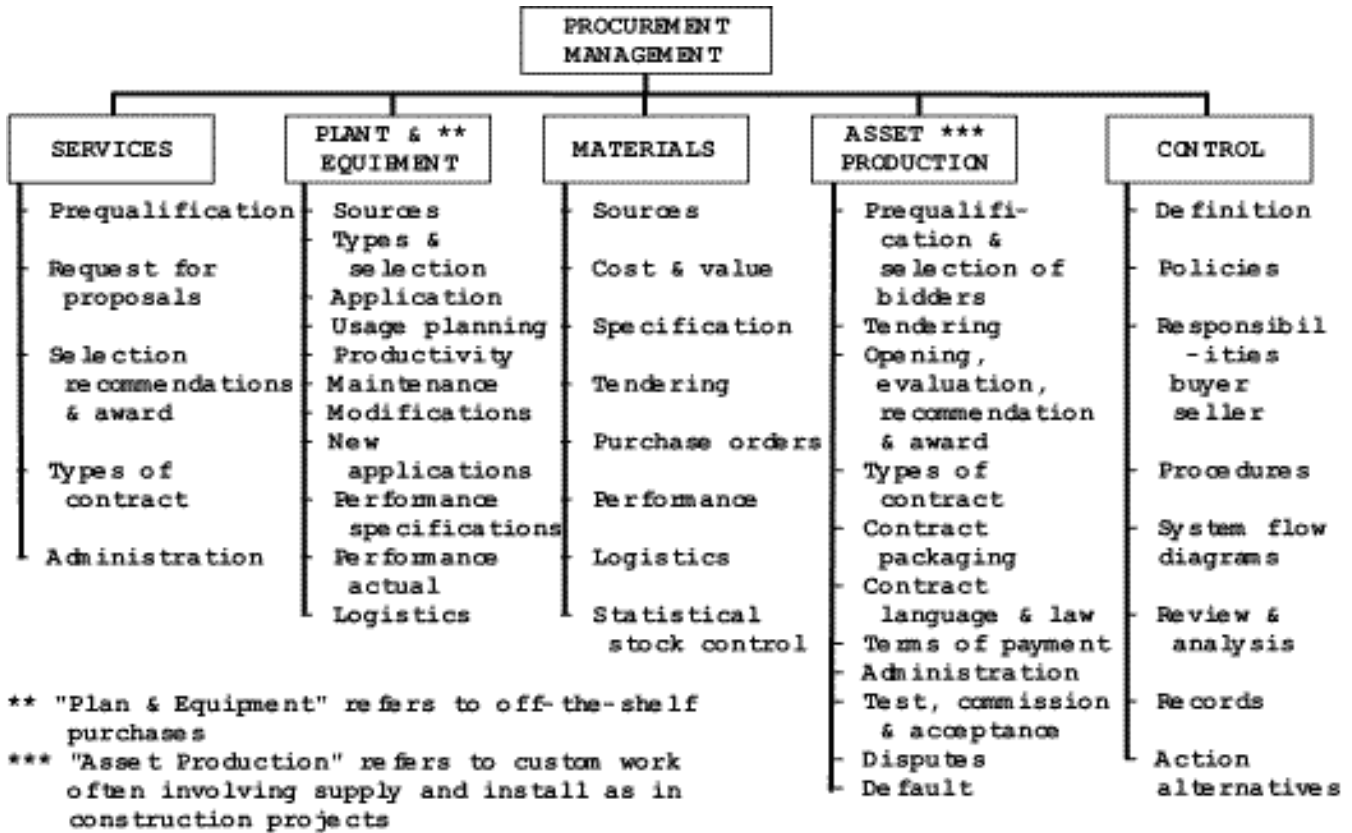 PROCUREMENT
MANAGEMENT
SERVICES
Prequalification
Request for
proposals
Selection
recommendations
& award
Types of
contract
Administration
PLANT & **
EQUIPMENT
Sources
Types &
selection
Application
Usage planning
Productivity
Maintenance
Modifications
New
applications
Performance
specifications
Performance
actual
Logistics
MATERIALS
Sources
Cost & value
Specification
Tendering
Purchase orders
Performance
Logistics
Statistical
stock control
ASSET ***
PRODUCTION
Prequalifi-
cation &
selection of
bidders
Tendering
Opening,
evaluation,
recommendation
& award
Types of
contract
Contract
packaging
Contract
language & law
Terms of payment
Administration
Test, commission
& acceptance
Disputes
Default
CONTROL
Definition
Policies
Responsibil
-ities
buyer
seller
Procedures
System flow
diagrams
Review &
analysis
Records
Action
alternatives
** "Plan & Equipment" refers to off-the-shelf
purchases
*** "Asset Production" refers to custom work
often involving supply and install as in
construction projects